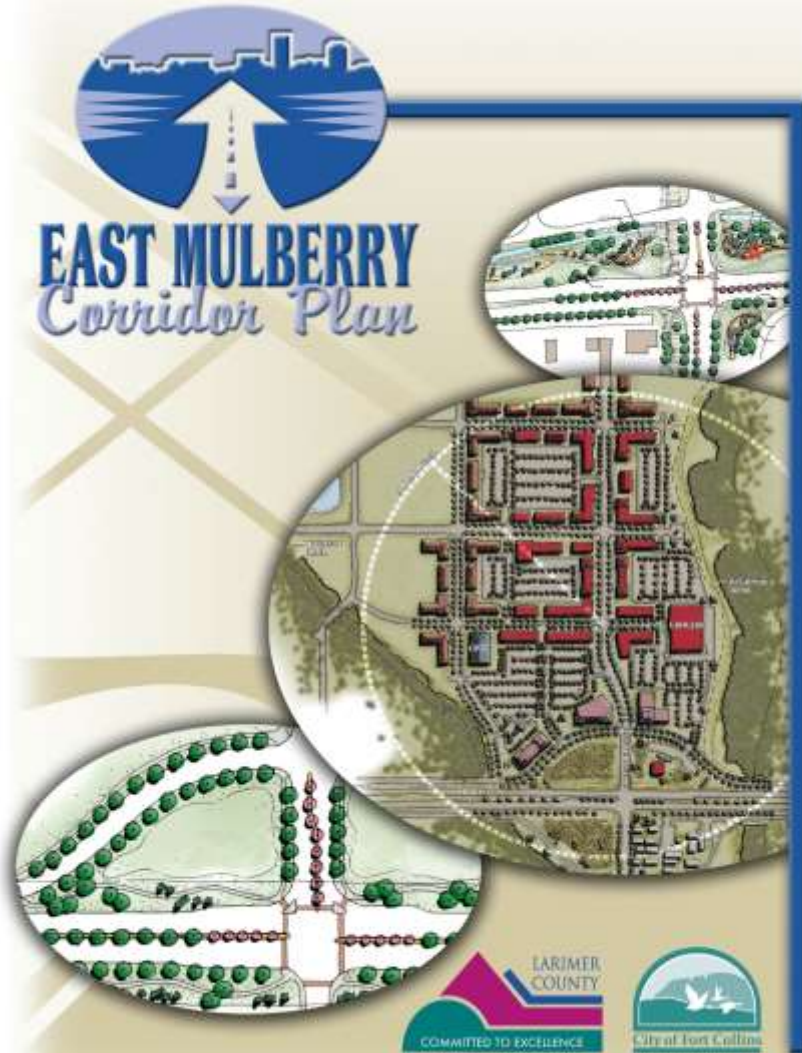 EAST MULBERRY
Corridor Plan
LARIMER
COUNTY
COMMITTED TO EXCELLENCE
City of Fort Collins